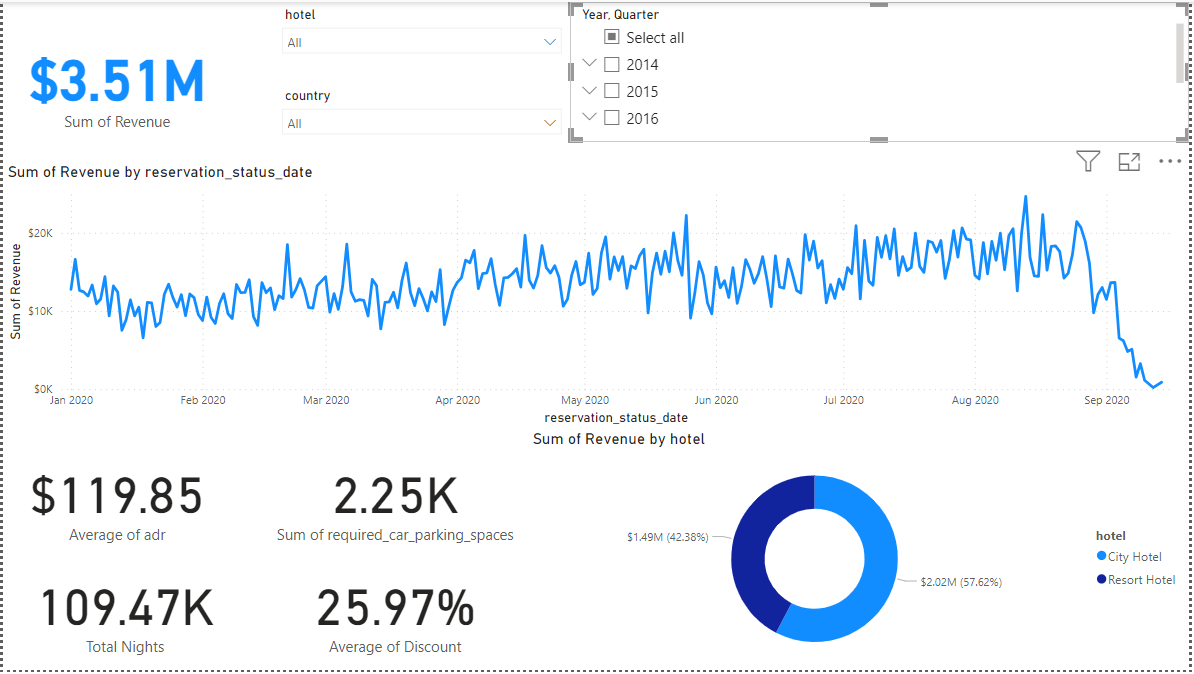 hotel
All
country
All
Year, Quarter
Select all
2014
2015
2016
$3.51M
Sum of Revenue
Sum of Revenue by reservation_status_date
Sum of Revenue
$20K
$10K
$0K
Jan 2020
Feb 2020
Mar 2020
Apr 2020
May 2020
Jun 2020
Jul 2020
Aug 2020
Sep 2020
reservation_status_date
Sum of Revenue by hotel
$119.85
Average of adr
2.25K
Sum of required_car_parking_spaces
109.47K
Total Nights
25.97%
Average of Discount
$1.49M (42.38%)
$2.02M (57.62%)
hotel
City Hotel
Resort Hotel